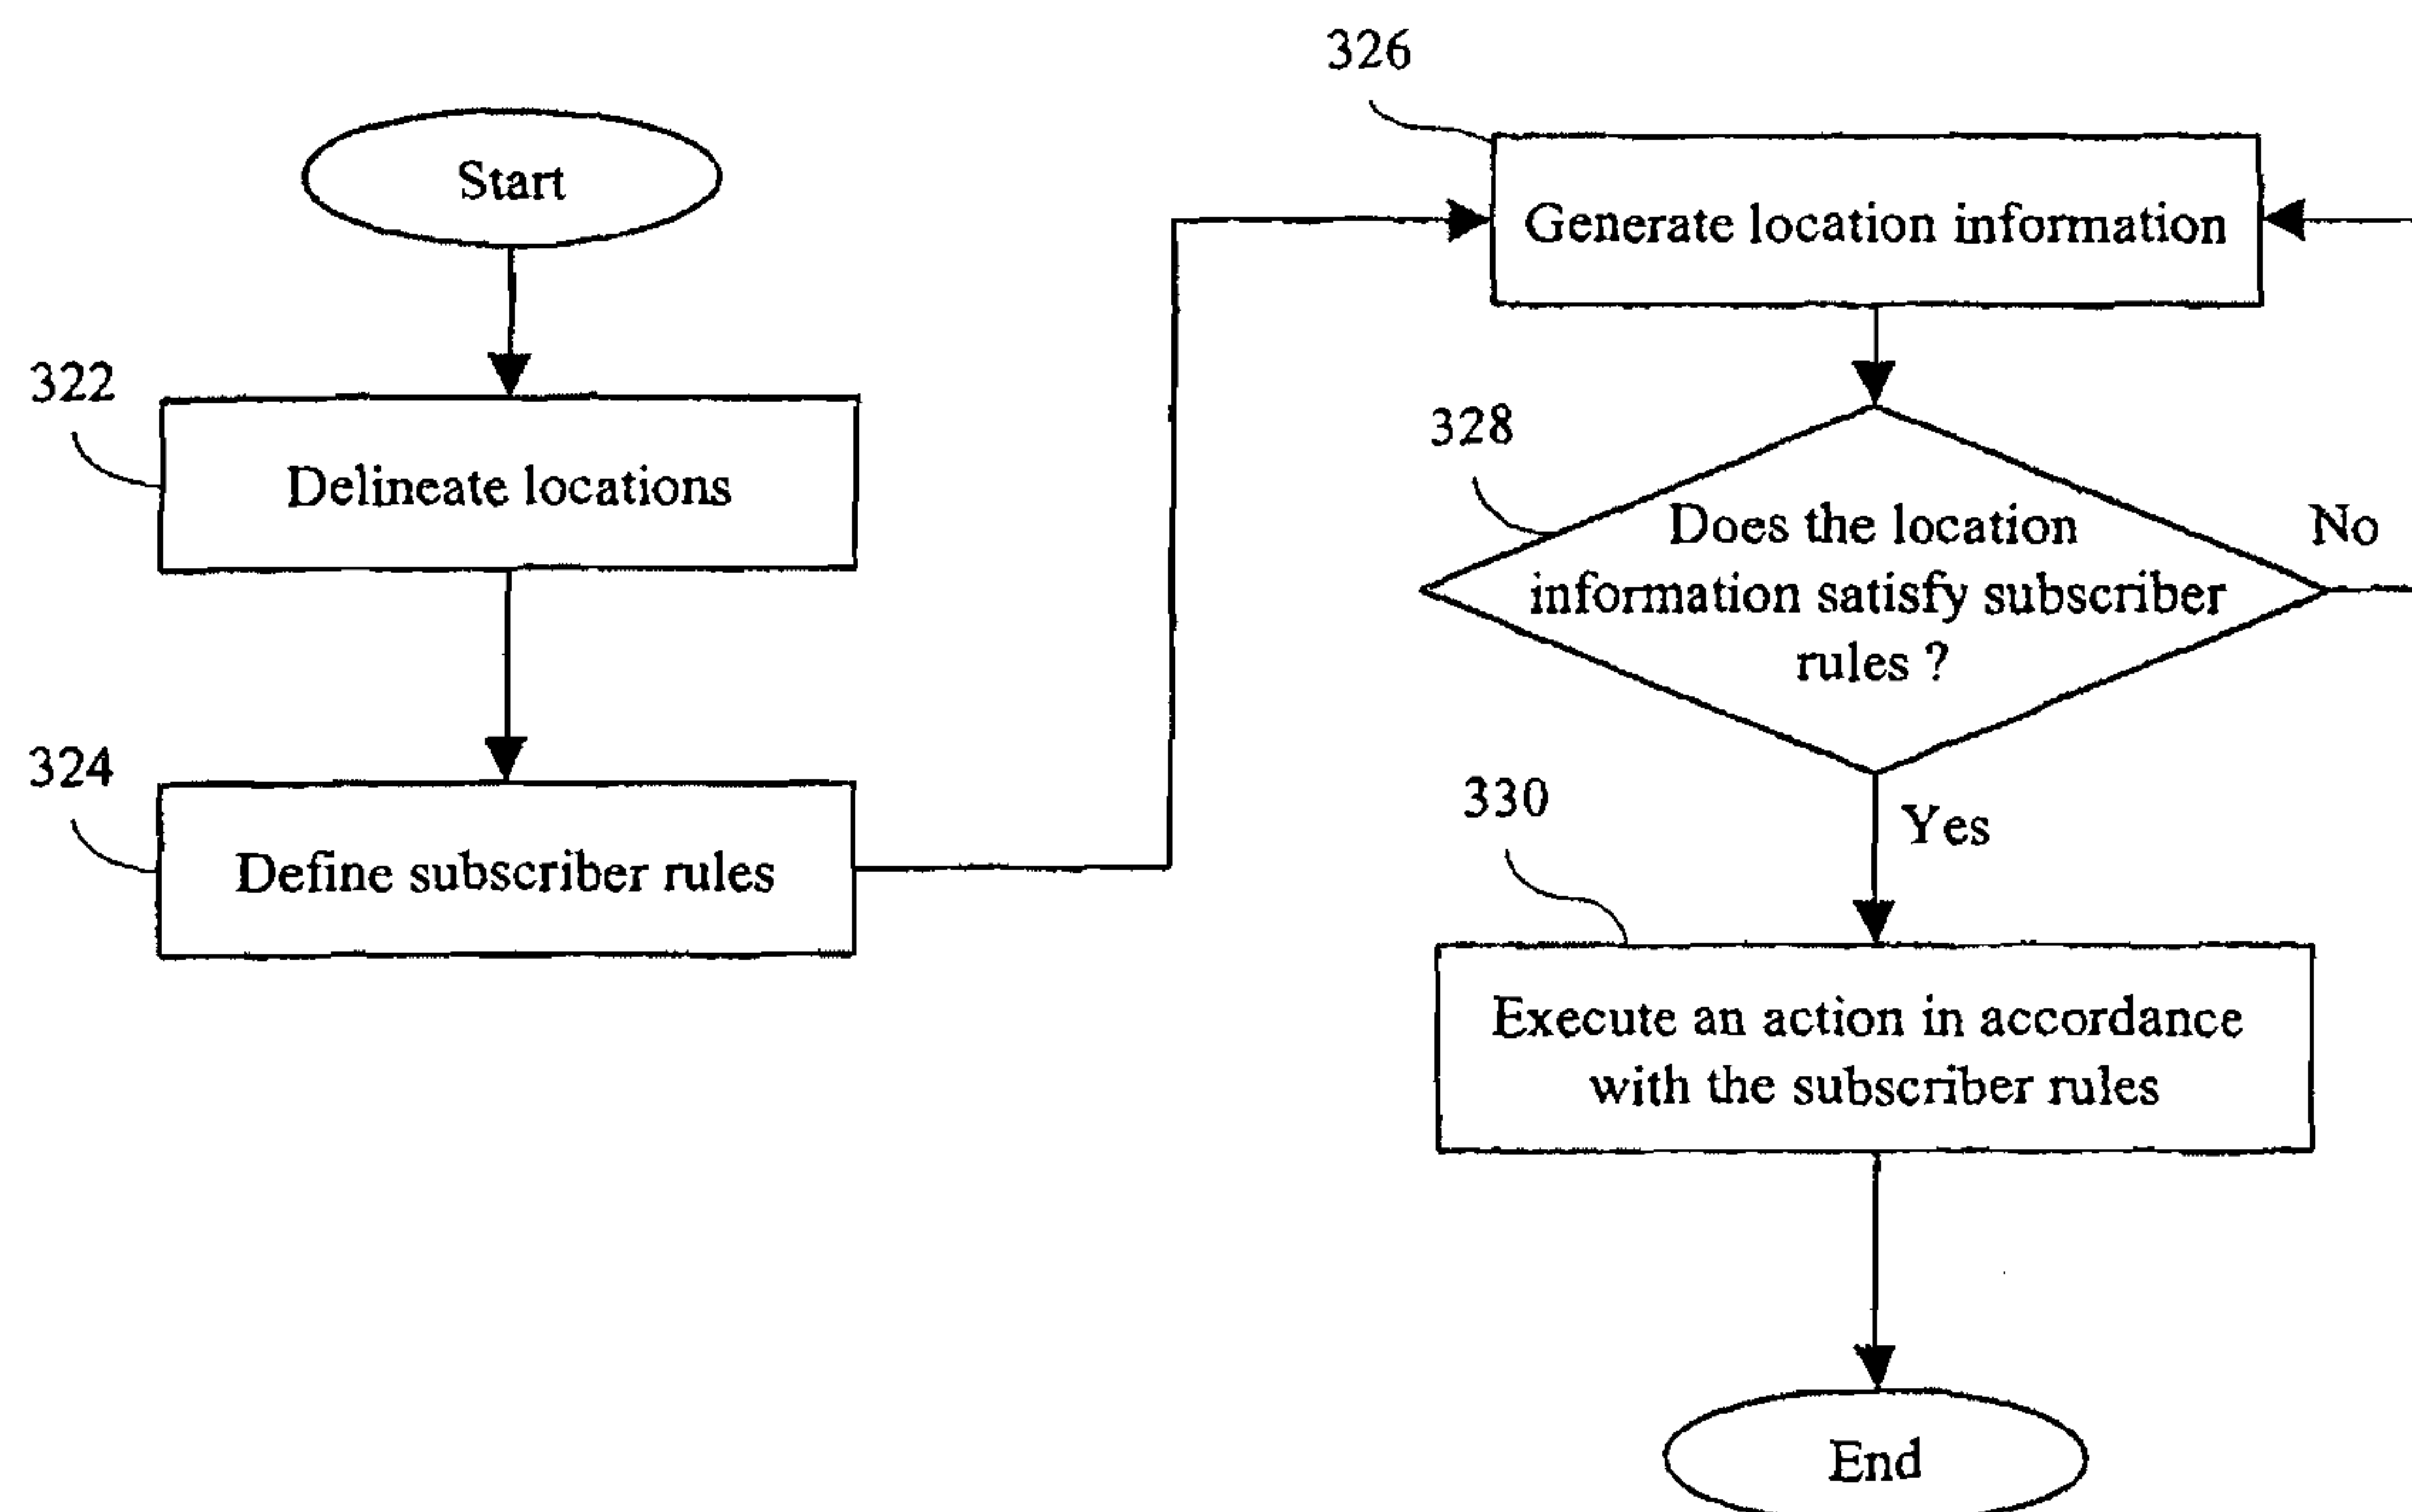 Start
322
Delineate locations
324
Define subscriber rules
326
Generate location information
328
Does the location
information satisfy subscriber
rules ?
No
Yes
330
Execute an action in accordance
with the subscriber rules
End